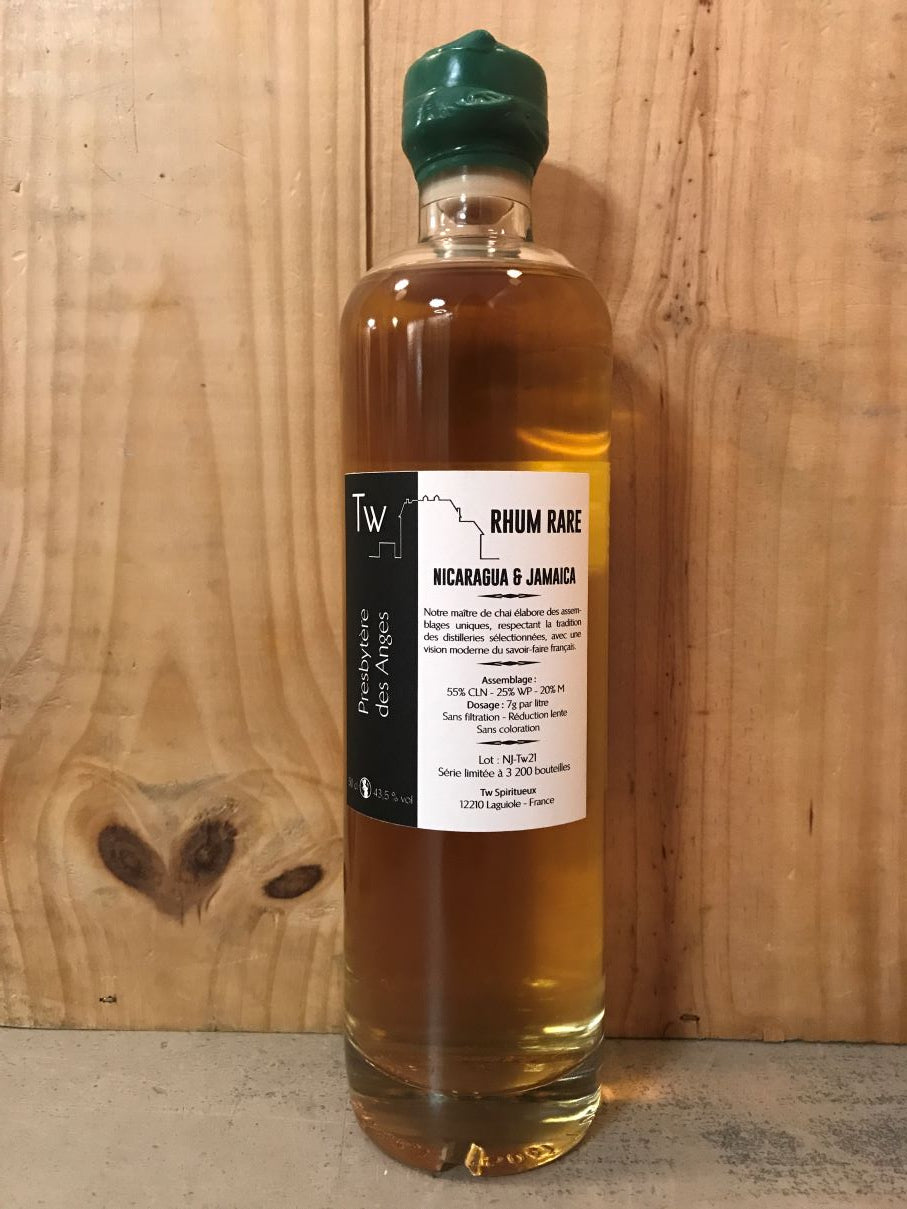 Tw
Presbytère
des Anges
43.5 % vol
RHUM RARE
NICARAGUA & JAMAICA
Notre maître de chai élabore des assem-
blages uniques, respectant la tradition
des distilleries sélectionnées, avec une
vision moderne du savoir-faire français.
Assemblage :
55% CLN - 25% WP - 20% M
Dosage : 7g par litre
Sans filtration - Réduction lente
Sans coloration
Lot : NJ-Tw21
Série limitée à 3 200 bouteilles
Tw Spiritueux
12210 Laguiole - France